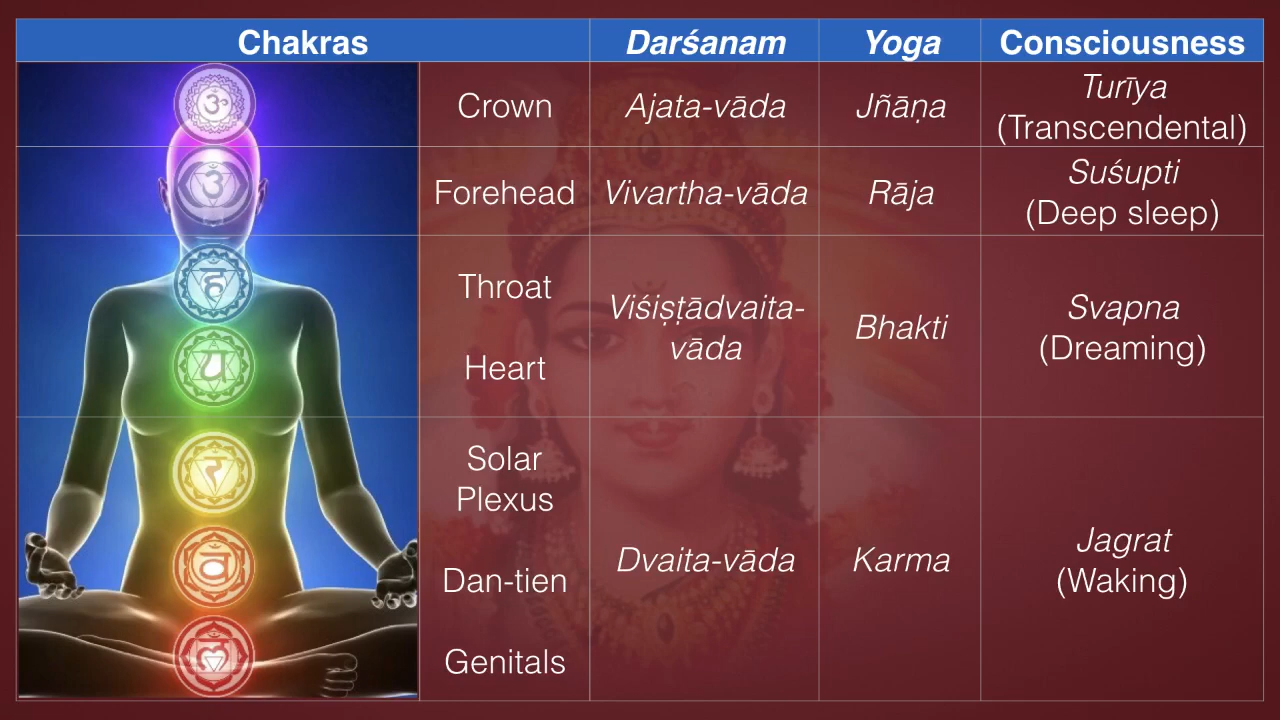 Chakras Darśanam Yoga Consciousness
ॐ
Crown Ajata-vāda Jñāṇa Turīya
(Transcendental)
ॐ
Forehead Vivartha-vāda Rāja Suśupti
(Deep sleep)
हं
Throat
Viśiṣṭādvaita-
vāda
Bhakti
Svapna
(Dreaming)
यं
Heart
रं
Solar
Plexus
वं
Dan-tien
Dvaita-vāda
Karma
Jagrat
(Waking)
लं
Genitals